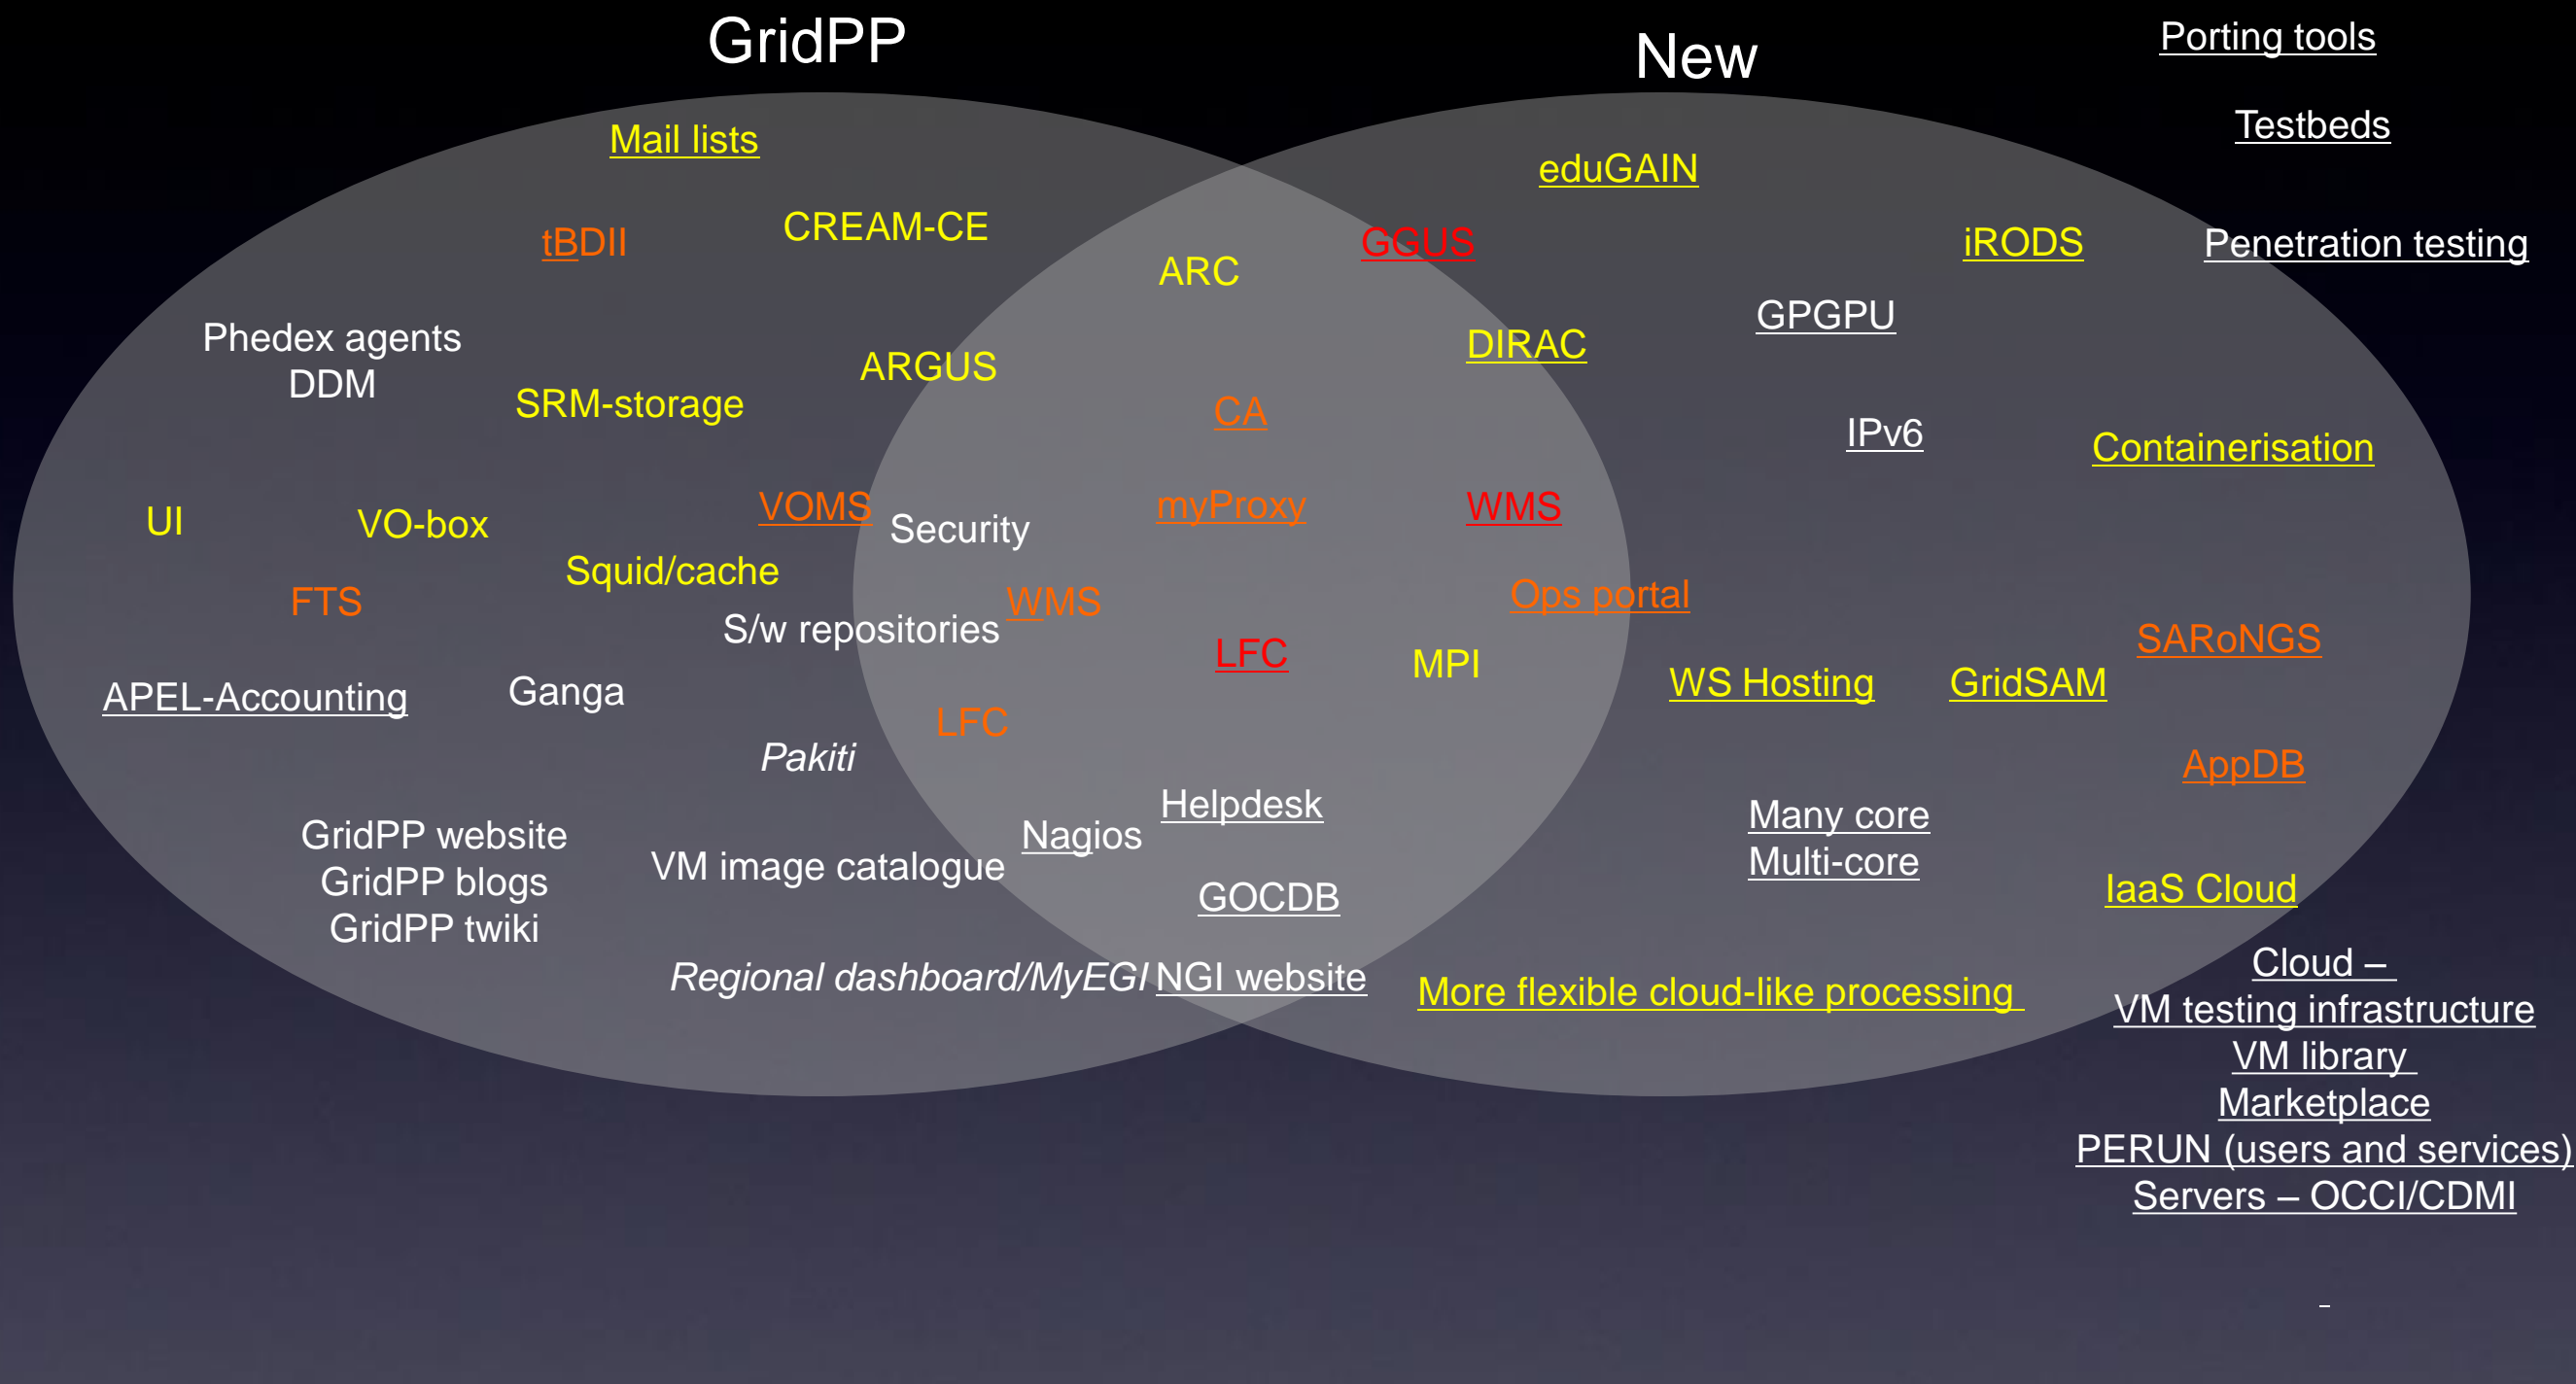 GridPP
New
Porting tools
Testbeds
Mail lists
eduGAIN
tBDII
CREAM-CE
ARC
GGUS
iRODS
Penetration testing
Phedex agents
DDM
SRM-storage
ARGUS
DIRAC
GPGPU
CA
IPv6
Containerisation
UI
VO-box
VOMS
Security
myProxy
WMS
Squid/cache
FTS
S/w repositories
WMS
Ops portal
LFC
MPI
SARoNGS
APEL-Accounting
Ganga
WS Hosting
GridSAM
LFC
Pakiti
AppDB
Helpdesk
Nagios
Many core
Multi-core
GridPP website
GridPP blogs
GridPP twiki
VM image catalogue
GOCDB
IaaS Cloud
Regional dashboard/MyEGI
NGI website
More flexible cloud-like processing
Cloud –
VM testing infrastructure
VM library
Marketplace
PERUN (users and services)
Servers – OCCI/CDMI